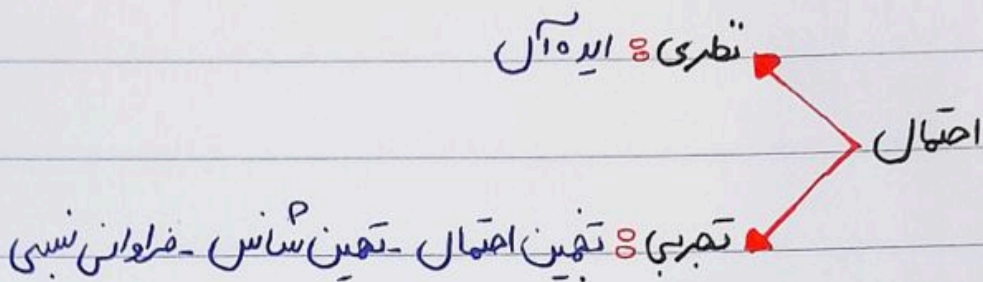 نظری: ایده‌آل
احتمال
تجربی: تخمین احتمال - تخمین شانس - فراوانی نسبی